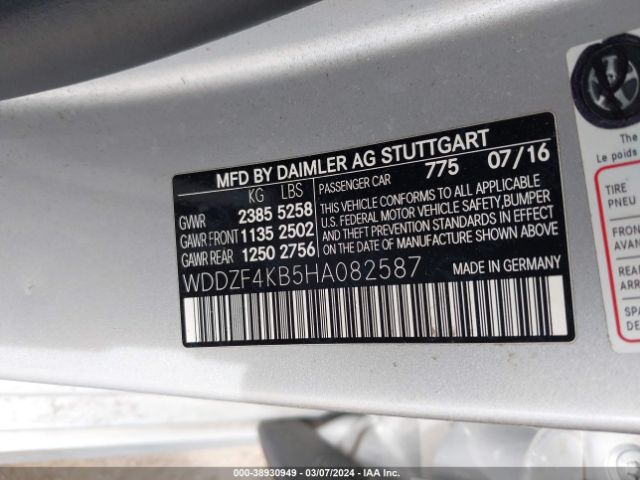 MFD BY DAIMLER AG STUTTGART
KG LBS PASSENGER CAR 775 07/16
GVWR 2385 5258
GAWR FRONT 1135 2502
GAWR REAR 1250 2756
THIS VEHICLE CONFORMS TO ALL APPLICABLE
U.S. FEDERAL MOTOR VEHICLE SAFETY,BUMPER
AND THEFT PREVENTION STANDARDS IN EFFECT
ON THE DATE OF MANUFACTURE SHOWN ABOVE.
WDDZF4KB5HA082587
MADE IN GERMANY
The
Le poids
TIRE
PNEU
FRON
AVAN
REAR
ARR
SPA
DE
000-38930949 - 03/07/2024 - IAA Inc.